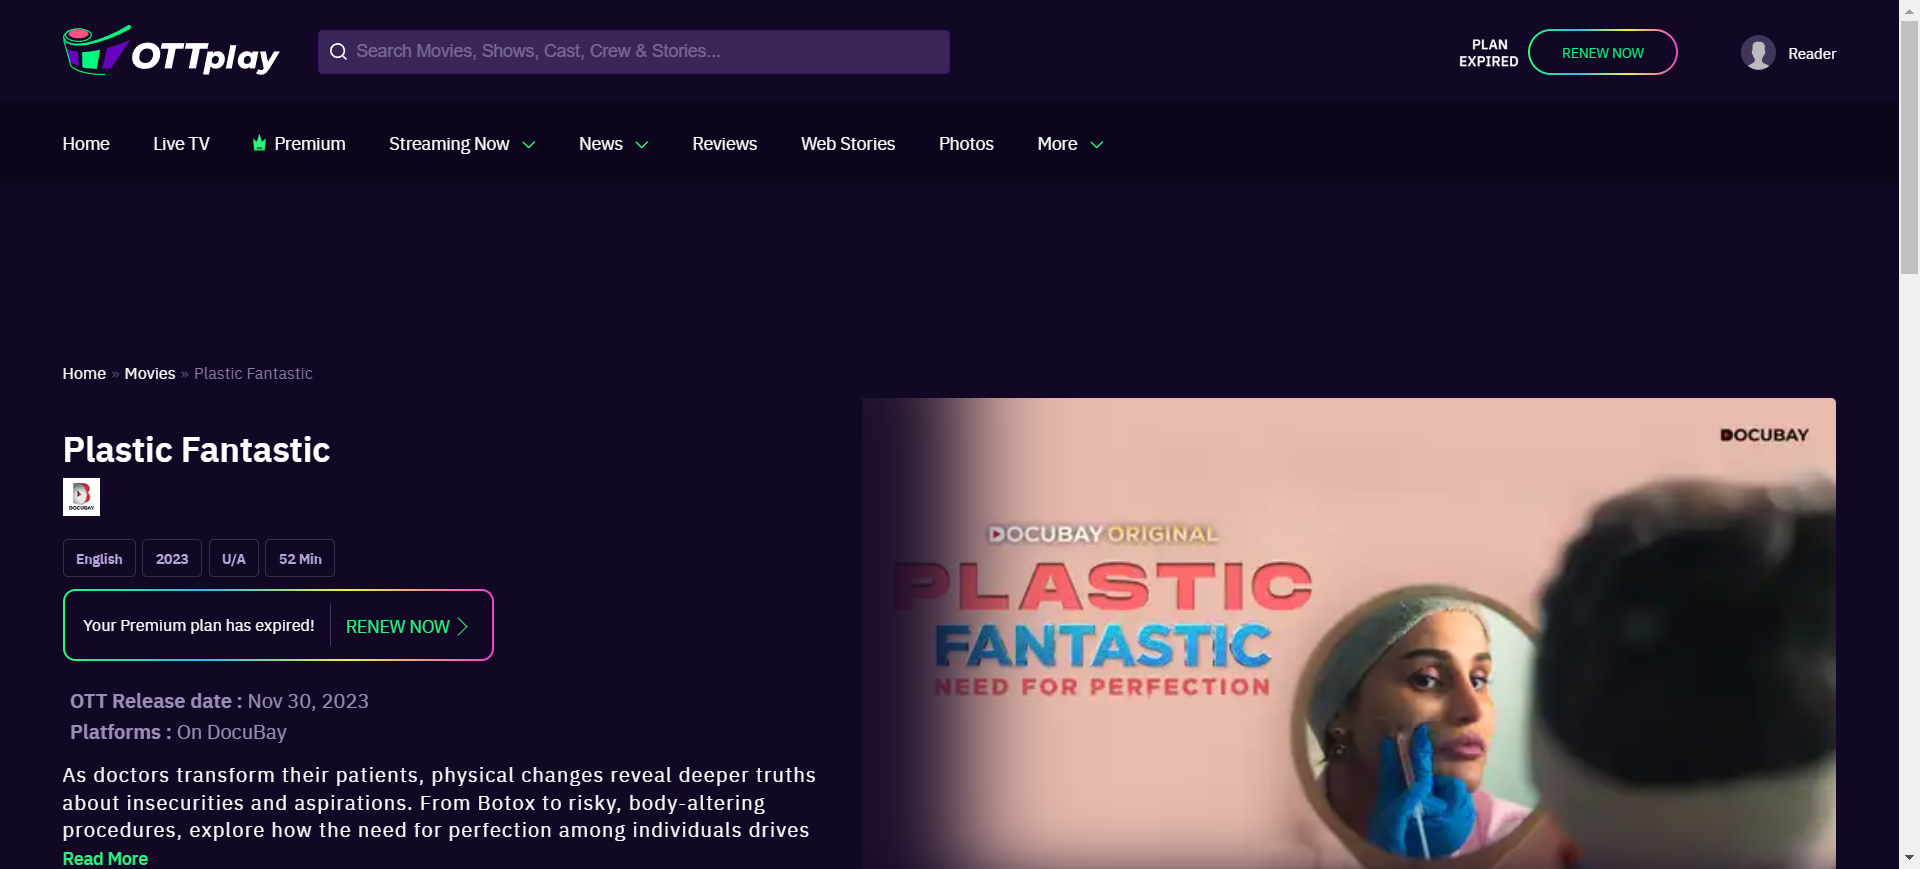 OTTplay
Search Movies, Shows, Cast, Crew & Stories...
PLAN
EXPIRED
RENEW NOW
Reader
Home
Live TV
Premium
Streaming Now
News
Reviews
Web Stories
Photos
More
Home » Movies » Plastic Fantastic
Plastic Fantastic
DOCUBAY
English
2023
U/A
52 Min
Your Premium plan has expired!
RENEW NOW
OTT Release date : Nov 30, 2023
Platforms : On DocuBay
As doctors transform their patients, physical changes reveal deeper truths
about insecurities and aspirations. From Botox to risky, body-altering
procedures, explore how the need for perfection among individuals drives
Read More
DOCUBAY
DOCUBAY ORIGINAL
PLASTIC
FANTASTIC
NEED FOR PERFECTION